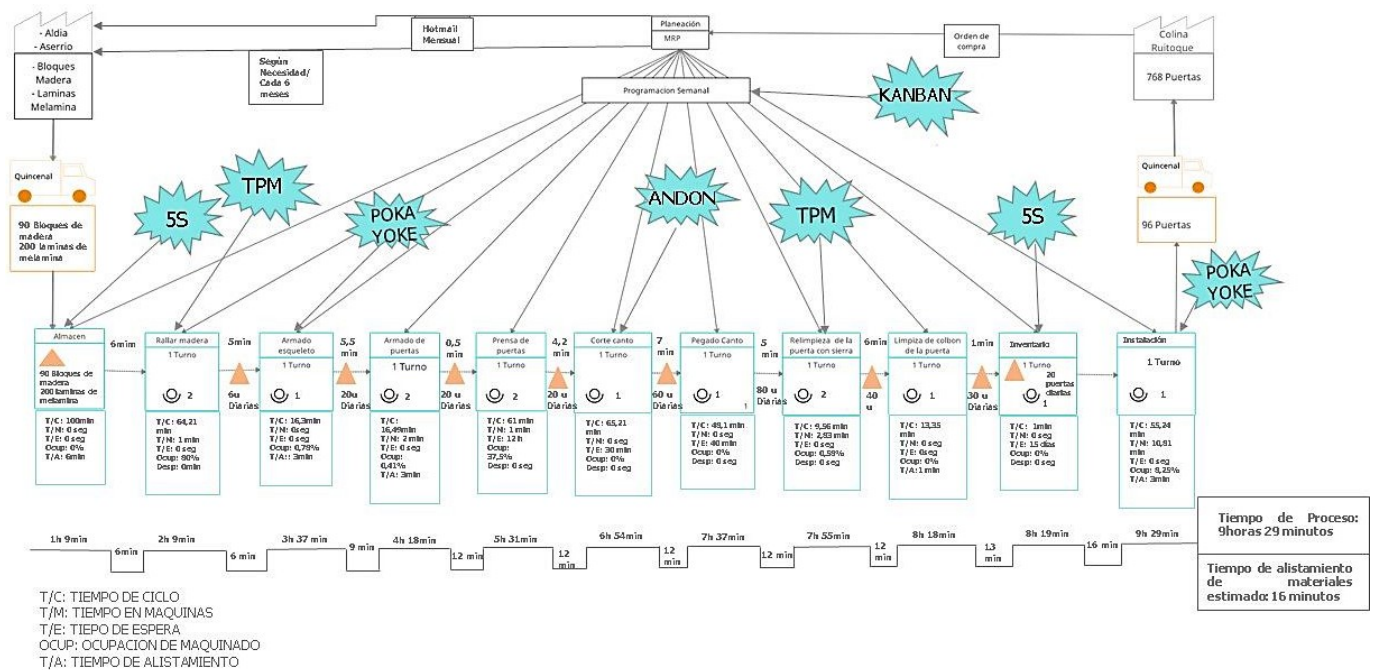 - Aldia
- Aserrio
- Bloques
Madera
- Laminas
Melamina
Hotmail
Mensual
Según
Necesidad/
Cada 6
meses
Planeación
MRP
Programacion Semanal
Orden de
compra
Colina
Ruitoque
768 Puertas
KANBAN
Quincenal
90 Bloques de
madera
200 laminas de
melamina
5S
TPM
POKA
YOKE
ANDON
TPM
5S
Quincenal
96 Puertas
POKA
YOKE
Almacen
90 Bloques de
madera
200 laminas de
melamina
T/C: 100min
T/N: 0 seg
T/E: 0 seg
Ocup: 0%
T/A: 6min
6min
Rallar madera
1 Turno
2
T/C: 64,21
min
T/N: 1 min
T/E: 0 seg
Ocup: 80%
Desp: 0min
5min
6u
Diarias
Armado
esqueleto
1 Turno
1
T/C: 16,3min
T/N: 0seg
T/E: 0 seg
Ocup: 0,79%
T/A:: 3min
5,5
min
20u
Diarias
Armado de
puertas
1 Turno
2
T/C:
16,49min
T/N: 2 min
T/E: 0 seg
Ocup:
0,41%
T/A: 3min
0,5
min
20 u
Diarias
Prensa de
puertas
1 Turno
2
T/C: 61 min
T/N: 1 min
T/E: 12h
Ocup:
37,5%
Desp: 0 seg
4,2
min
20 u
Diarias
Corte canto
1 Turno
1
T/C: 65,21
min
T/N: 0 seg
T/E: 30 min
Ocup: 0%
Desp: 0 seg
7
min
60 u
Diarias
Pegado Canto
1 Turno
1
1
T/C: 49,1 min
T/N: 0 seg
T/E: 40 min
Ocup: 0%
Desp: 0 seg
5
min
80 u
Diarias
Relimpieza de la
puerta con sierra
1 Turno
2
T/C: 9,56 min
T/N: 2,83 min
T/E: 0 seg
Ocup: 0,59%
Desp: 0 seg
6min
40
u
Limpiza de colbon
de la puerta
1 Turno
1
T/C: 13,35
min
T/N: 0 seg
T/E: 0seg
Ocup: 0%
T/A:1 min
1min
30 u
Diarias
Inventario
20
puertas
diarias
1
T/C: 1min
T/N: 0 seg
T/E: 15 dias
Ocup: 0%
Desp: 0 seg
Instalación
1 Turno
1
T/C: 55,24
min
T/N: 10,81
min
T/E: 0 seg
Ocup: 8,25%
T/A: 3min
1h 9min
6min
2h 9min
6 min
3h 37min
9 min
4h 18min
12 min
5h 31min
12
min
6h 54min
12
min
7h 37min
12 min
7h 55min
12
min
8h 18min
13
min
8h 19min
16 min
9h 29min
Tiempo de Proceso:
9horas 29 minutos
Tiempo de alistamiento
de materiales
estimado: 16 minutos
T/C: TIEMPO DE CICLO
T/M: TIEMPO EN MAQUINAS
T/E: TIEPO DE ESPERA
OCUP: OCUPACION DE MAQUINADO
T/A: TIEMPO DE ALISTAMIENTO